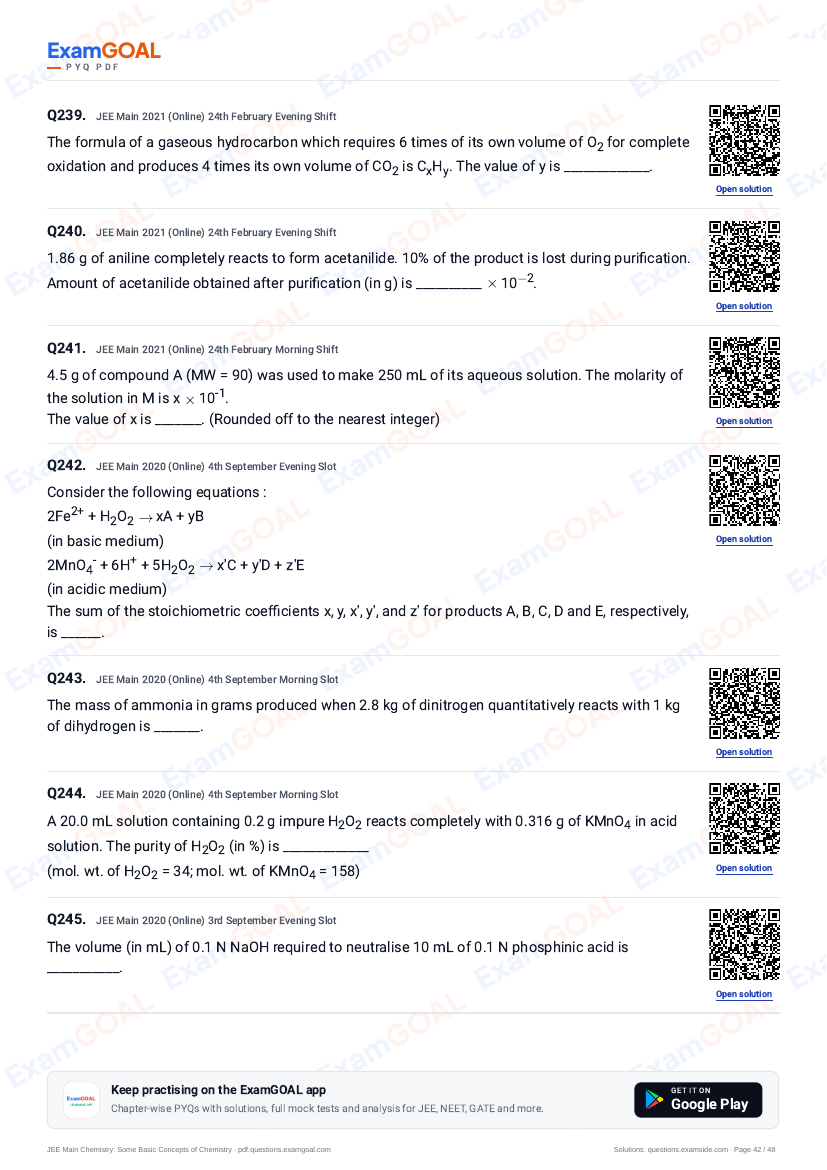 ExamGOAL
PYQ PDF
Q239. JEE Main 2021 (Online) 24th February Evening Shift
The formula of a gaseous hydrocarbon which requires 6 times of its own volume of O₂ for complete
oxidation and produces 4 times its own volume of CO₂ is CₓHᵧ. The value of y is _____________.
Open solution
Q240. JEE Main 2021 (Online) 24th February Evening Shift
1.86 g of aniline completely reacts to form acetanilide. 10% of the product is lost during purification.
Amount of acetanilide obtained after purification (in g) is __________ × 10⁻².
Open solution
Q241. JEE Main 2021 (Online) 24th February Morning Shift
4.5 g of compound A (MW = 90) was used to make 250 mL of its aqueous solution. The molarity of
the solution in M is x × 10⁻¹.
The value of x is _______. (Rounded off to the nearest integer)
Open solution
Q242. JEE Main 2020 (Online) 4th September Evening Slot
Consider the following equations :
2Fe²⁺ + H₂O₂ → xA + yB
(in basic medium)
2MnO₄⁻ + 6H⁺ + 5H₂O₂ → x'C + y'D + z'E
(in acidic medium)
The sum of the stoichiometric coefficients x, y, x', y', and z' for products A, B, C, D and E, respectively,
is ______.
Open solution
Q243. JEE Main 2020 (Online) 4th September Morning Slot
The mass of ammonia in grams produced when 2.8 kg of dinitrogen quantitatively reacts with 1 kg
of dihydrogen is _______.
Open solution
Q244. JEE Main 2020 (Online) 4th September Morning Slot
A 20.0 mL solution containing 0.2 g impure H₂O₂ reacts completely with 0.316 g of KMnO₄ in acid
solution. The purity of H₂O₂ (in %) is _____________
(mol. wt. of H₂O₂ = 34; mol. wt. of KMnO₄ = 158)
Open solution
Q245. JEE Main 2020 (Online) 3rd September Evening Slot
The volume (in mL) of 0.1 N NaOH required to neutralise 10 mL of 0.1 N phosphinic acid is
___________.
Open solution
ExamGOAL
Keep practising on the ExamGOAL app
Chapter-wise PYQs with solutions, full mock tests and analysis for JEE, NEET, GATE and more.
GET IT ON
Google Play
JEE Main Chemistry: Some Basic Concepts of Chemistry · pdf.questions.examgoal.com
Solutions: questions.examside.com · Page 42 / 48